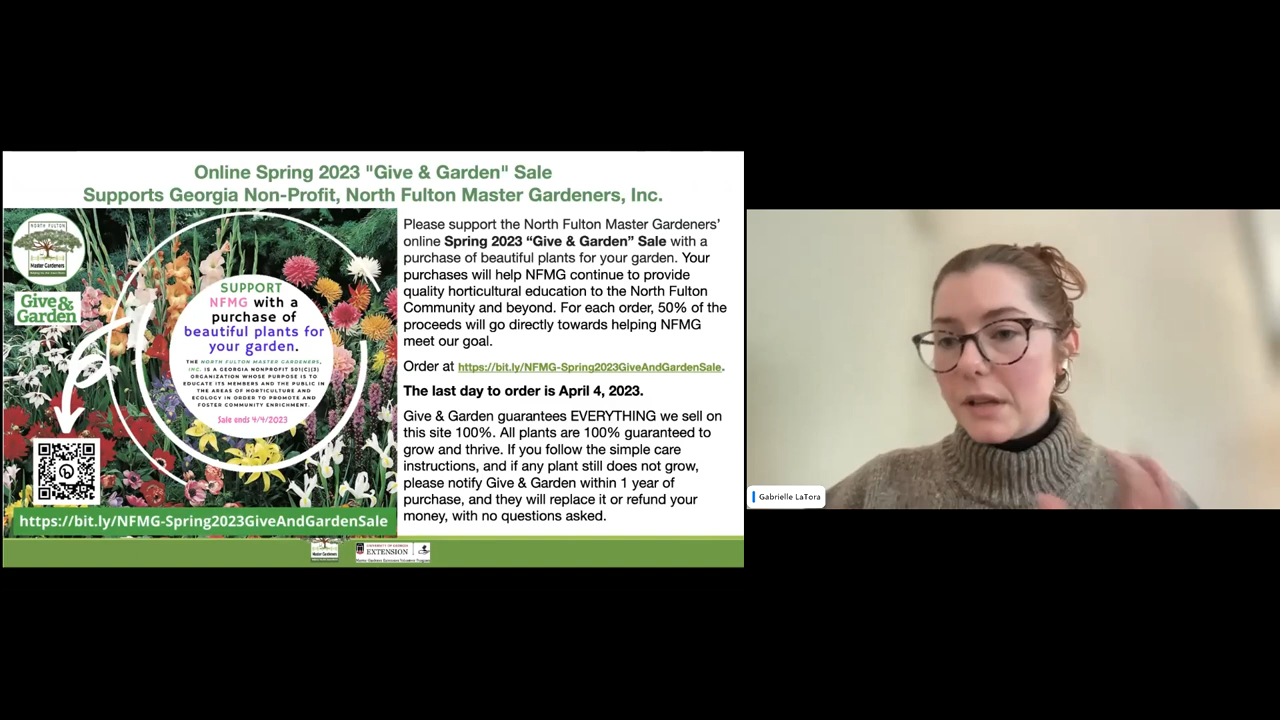 Online Spring 2023 "Give & Garden" Sale
Supports Georgia Non-Profit, North Fulton Master Gardeners, Inc.
NORTH FULTON
Master Gardeners
Give &
Garden
SUPPORT
NFMG with a
purchase of
beautiful plants for
your garden.
THE NORTH FULTON MASTER GARDENERS,
INC. IS A GEORGIA NONPROFIT 501(C)(3)
ORGANIZATION WHOSE PURPOSE IS TO
EDUCATE ITS MEMBERS AND THE PUBLIC IN
THE AREAS OF HORTICULTURE AND
ECOLOGY IN ORDER TO PROMOTE AND
FOSTER COMMUNITY ENRICHMENT.
Sale ends 4/4/2023
https://bit.ly/NFMG-Spring2023GiveAndGardenSale
Please support the North Fulton Master Gardeners’
online Spring 2023 “Give & Garden” Sale with a
purchase of beautiful plants for your garden. Your
purchases will help NFMG continue to provide
quality horticultural education to the North Fulton
Community and beyond. For each order, 50% of the
proceeds will go directly towards helping NFMG
meet our goal.
Order at https://bit.ly/NFMG-Spring2023GiveAndGardenSale.
The last day to order is April 4, 2023.
Give & Garden guarantees EVERYTHING we sell on
this site 100%. All plants are 100% guaranteed to
grow and thrive. If you follow the simple care
instructions, and if any plant still does not grow,
please notify Give & Garden within 1 year of
purchase, and they will replace it or refund your
money, with no questions asked.
Master Gardeners
UNIVERSITY OF GEORGIA
EXTENSION
Gabrielle LaTora